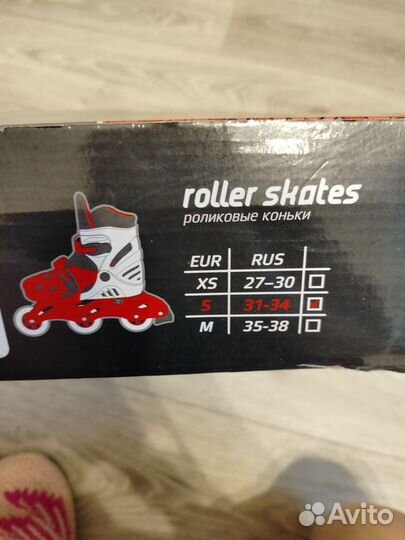 roller skates
роликовые коньки
EUR RUS
XS 27–30
S 31-34
M 35-38
Avito